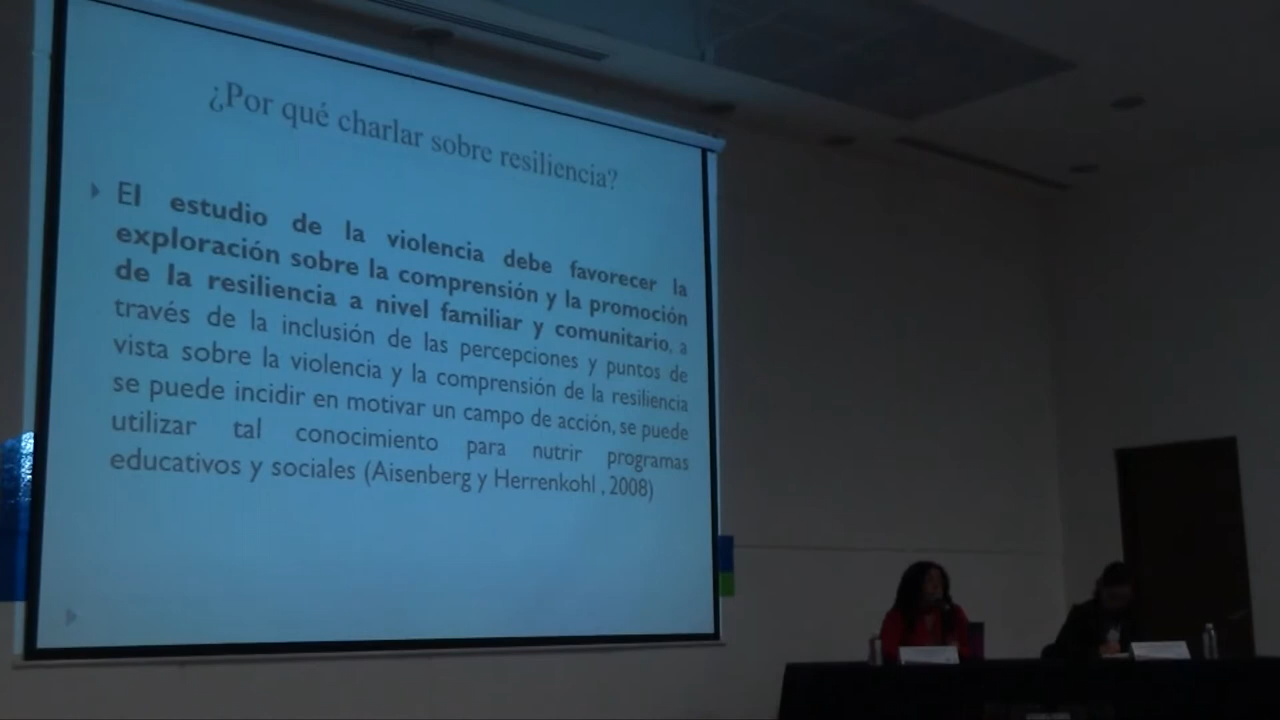 ¿Por qué charlar sobre resiliencia?
El estudio de la violencia debe favorecer la
exploración sobre la comprensión y la promoción
de la resiliencia a nivel familiar y comunitario, a
través de la inclusión de las percepciones y puntos de
vista sobre la violencia y la comprensión de la resiliencia
se puede incidir en motivar un campo de acción, se puede
utilizar tal conocimiento para nutrir programas
educativos y sociales (Aisenberg y Herrenkohl , 2008)